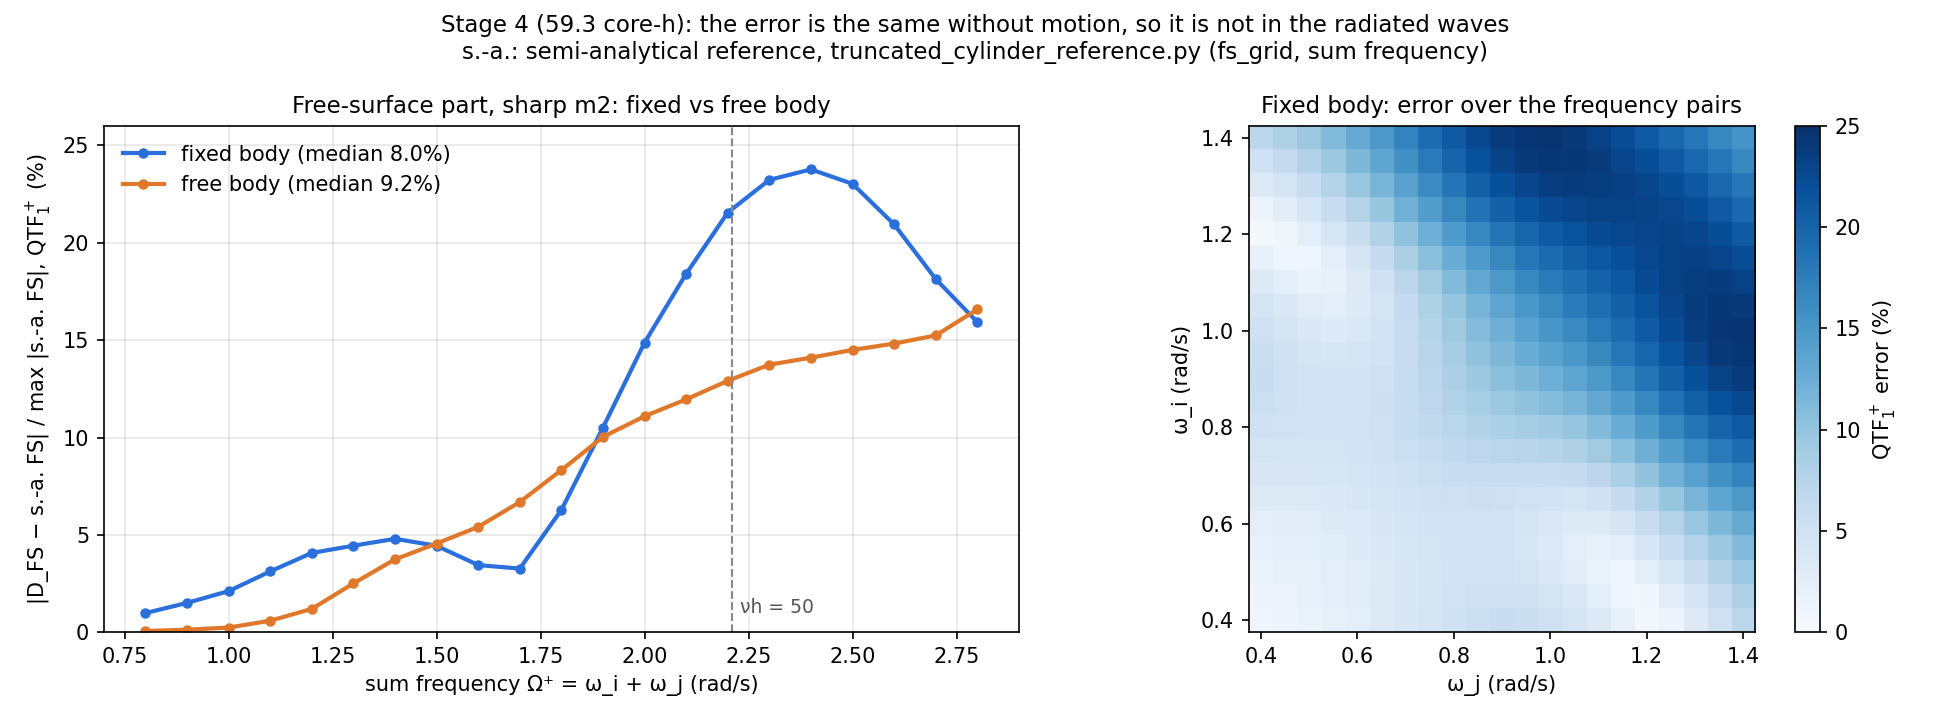 Stage 4 (59.3 core-h): the error is the same without motion, so it is not in the radiated waves
s.-a.: semi-analytical reference, truncated_cylinder_reference.py (fs_grid, sum frequency)
Free-surface part, sharp m2: fixed vs free body
|D_FS − s.-a. FS| / max |s.-a. FS|, QTF₁⁺ (%)
25
20
15
10
5
0
fixed body (median 8.0%)
free body (median 9.2%)
νh = 50
0.75 1.00 1.25 1.50 1.75 2.00 2.25 2.50 2.75
sum frequency Ω⁺ = ω_i + ω_j (rad/s)
Fixed body: error over the frequency pairs
ω_i (rad/s)
1.4
1.2
1.0
0.8
0.6
0.4
0.4 0.6 0.8 1.0 1.2 1.4
ω_j (rad/s)
25
20
15
10
5
0
QTF₁⁺ error (%)